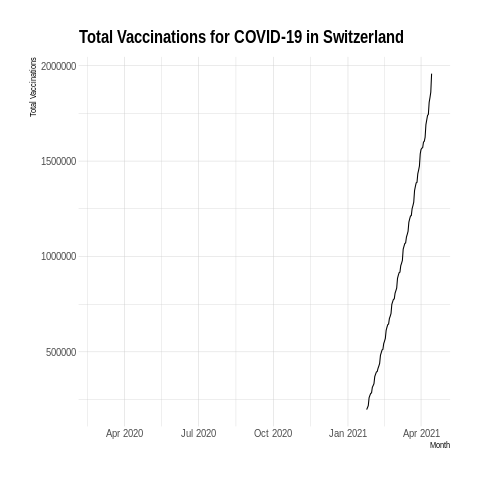 Total Vaccinations for COVID-19 in Switzerland
Total Vaccinations
2000000
1500000
1000000
500000
Apr 2020
Jul 2020
Oct 2020
Jan 2021
Apr 2021
Month